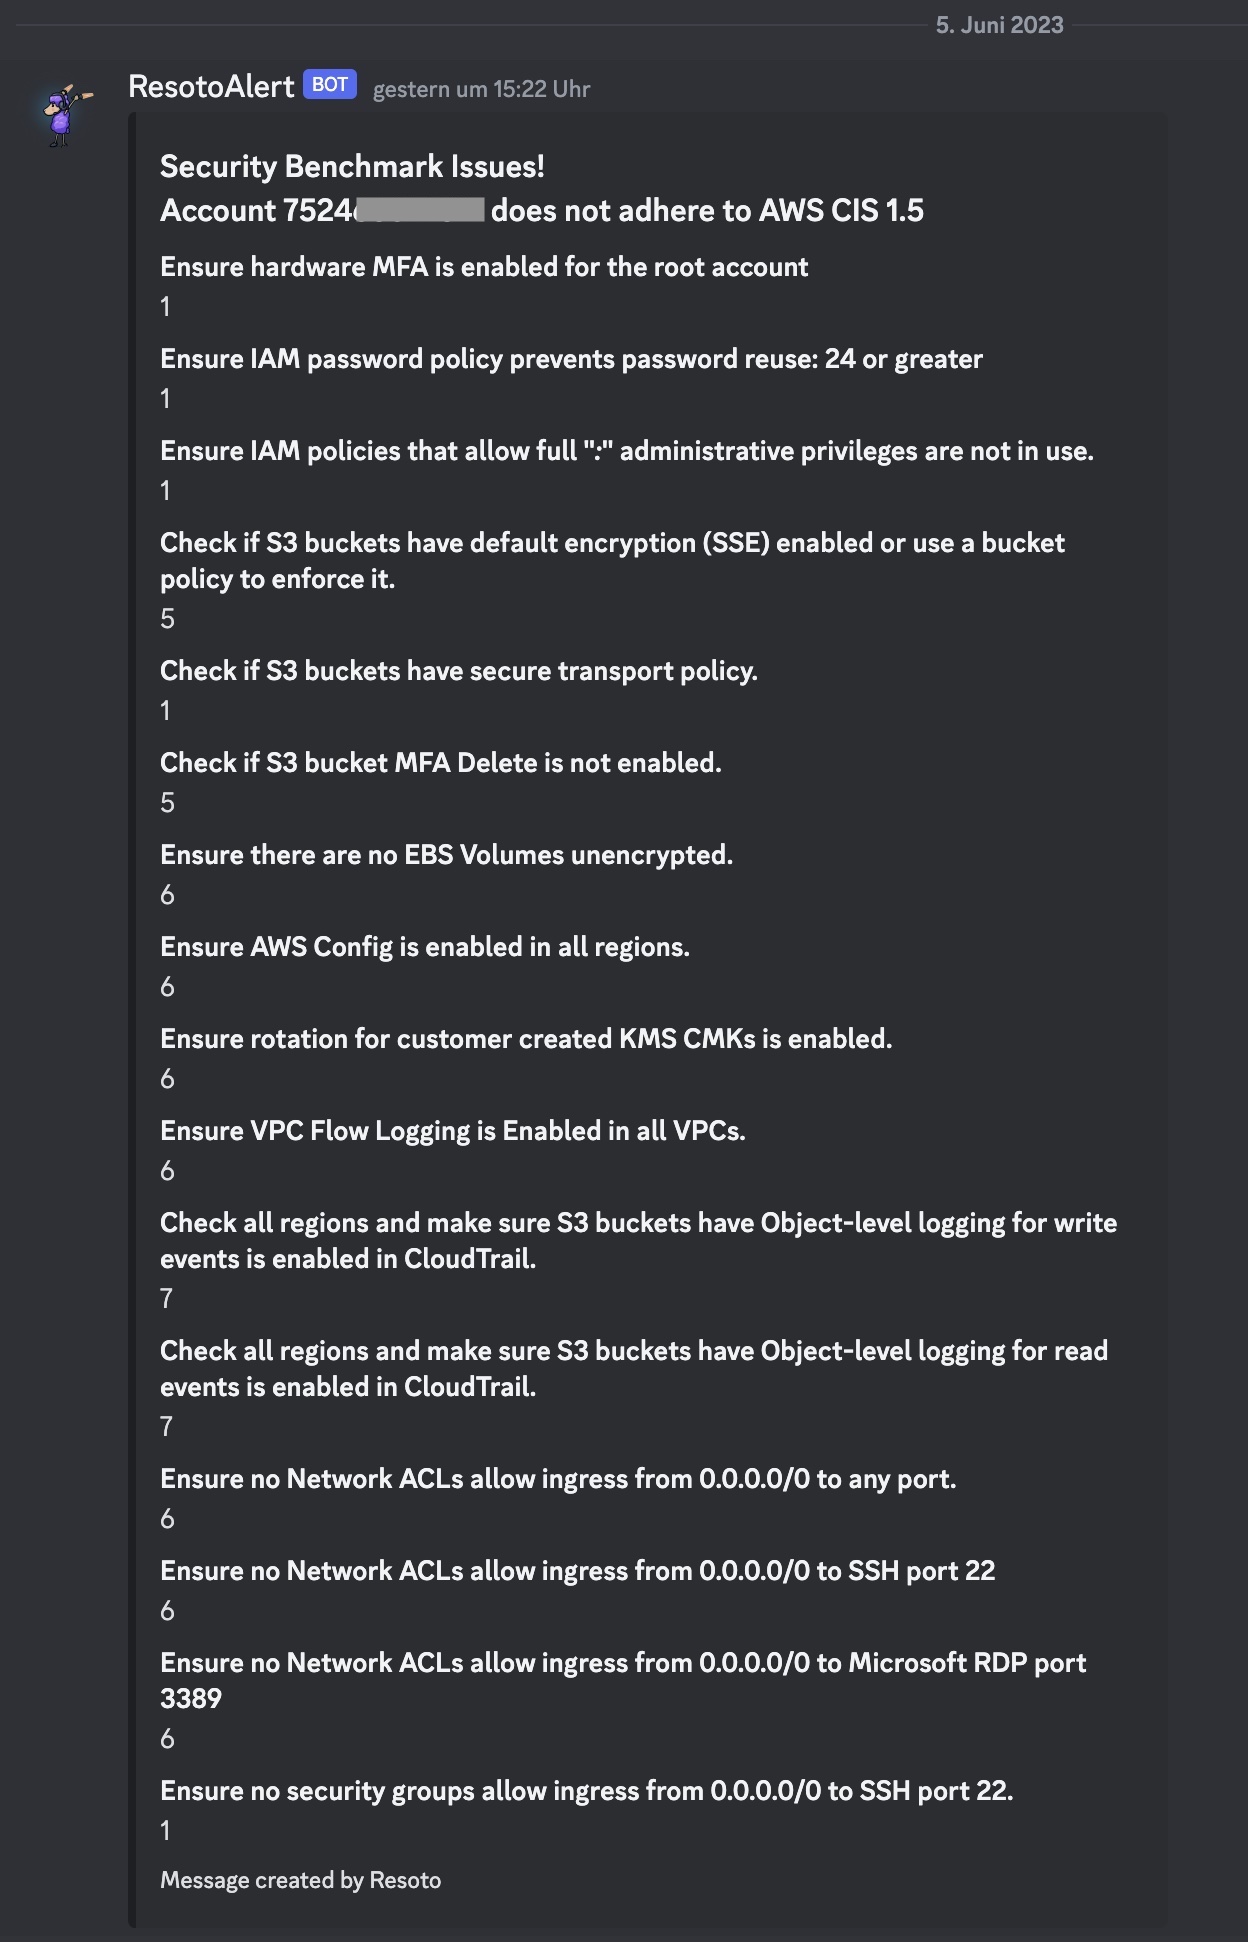 5. Juni 2023
ResotoAlert BOT gestern um 15:22 Uhr
Security Benchmark Issues!
Account 7524 does not adhere to AWS CIS 1.5
Ensure hardware MFA is enabled for the root account
1
Ensure IAM password policy prevents password reuse: 24 or greater
1
Ensure IAM policies that allow full ":" administrative privileges are not in use.
1
Check if S3 buckets have default encryption (SSE) enabled or use a bucket
policy to enforce it.
5
Check if S3 buckets have secure transport policy.
1
Check if S3 bucket MFA Delete is not enabled.
5
Ensure there are no EBS Volumes unencrypted.
6
Ensure AWS Config is enabled in all regions.
6
Ensure rotation for customer created KMS CMKs is enabled.
6
Ensure VPC Flow Logging is Enabled in all VPCs.
6
Check all regions and make sure S3 buckets have Object-level logging for write
events is enabled in CloudTrail.
7
Check all regions and make sure S3 buckets have Object-level logging for read
events is enabled in CloudTrail.
7
Ensure no Network ACLs allow ingress from 0.0.0.0/0 to any port.
6
Ensure no Network ACLs allow ingress from 0.0.0.0/0 to SSH port 22
6
Ensure no Network ACLs allow ingress from 0.0.0.0/0 to Microsoft RDP port
3389
6
Ensure no security groups allow ingress from 0.0.0.0/0 to SSH port 22.
1
Message created by Resoto